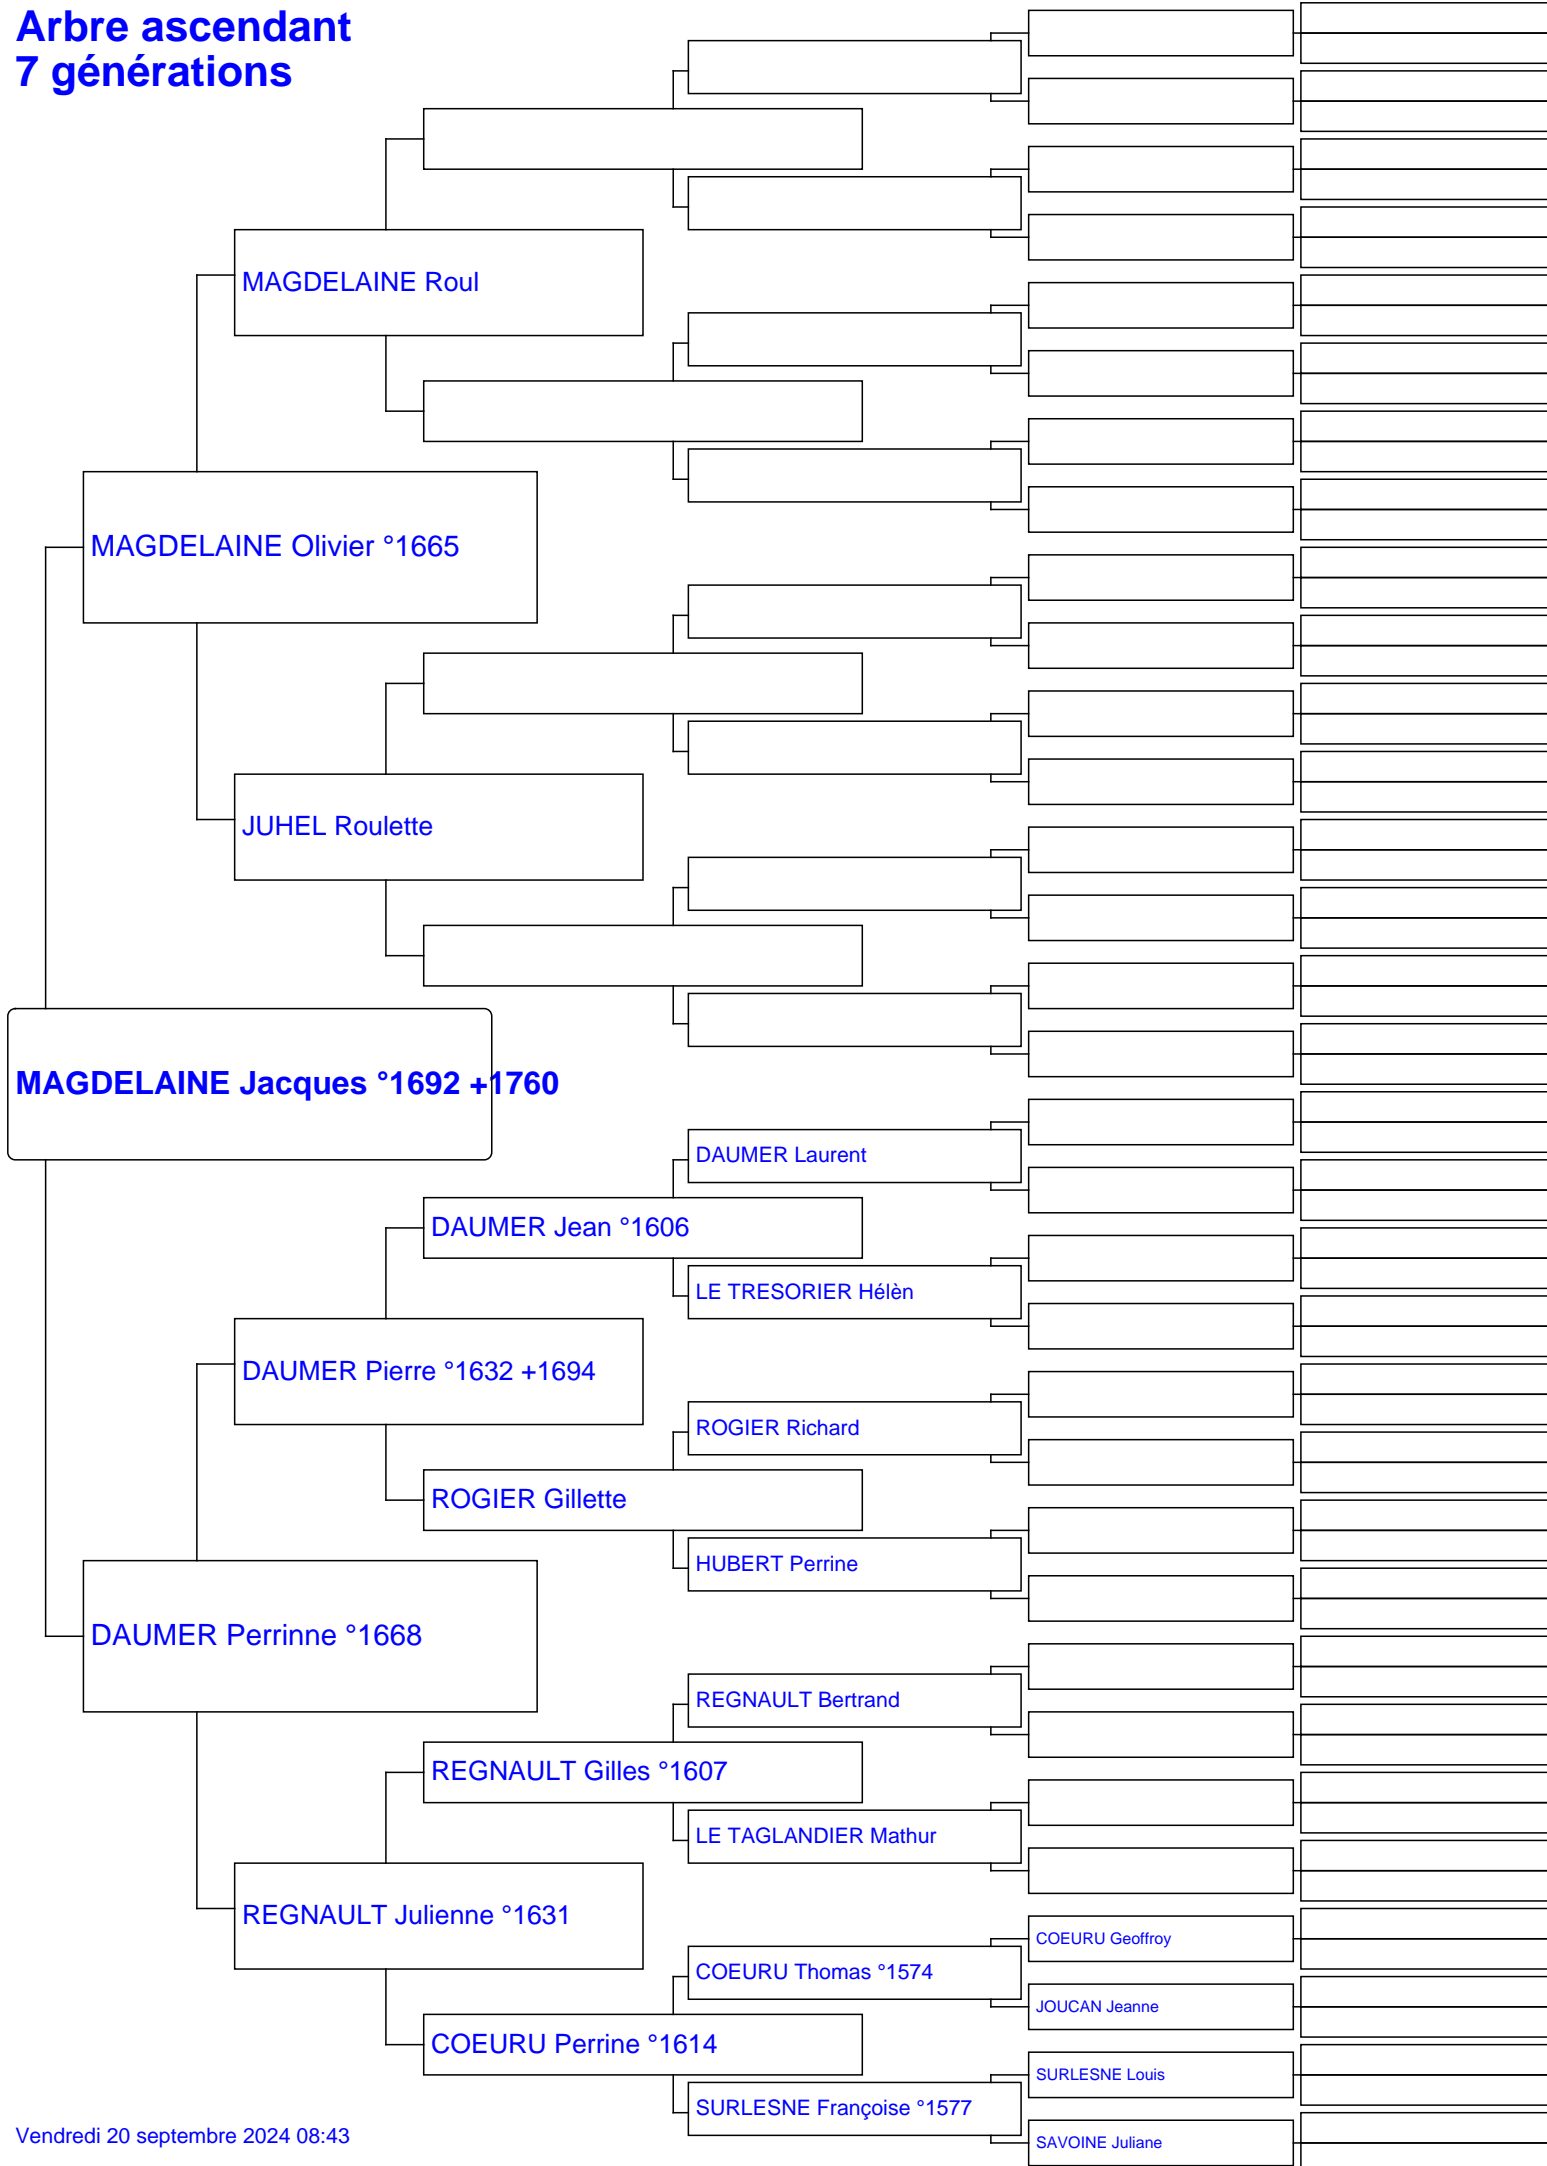 Arbre ascendant
7 générations
MAGDELAINE Roul
MAGDELAINE Olivier °1665
JUHEL Roulette
MAGDELAINE Jacques °1692 +1760
DAUMER Laurent
DAUMER Jean °1606
LE TRESORIER Hélèn
DAUMER Pierre °1632 +1694
ROGIER Richard
ROGIER Gillette
HUBERT Perrine
DAUMER Perrinne °1668
REGNAULT Bertrand
REGNAULT Gilles °1607
LE TAGLANDIER Mathur
REGNAULT Julienne °1631
COEURU Geoffroy
COEURU Thomas °1574
JOUCAN Jeanne
COEURU Perrine °1614
SURLESNE Louis
SURLESNE Françoise °1577
SAVOINE Juliane
Vendredi 20 septembre 2024 08:43